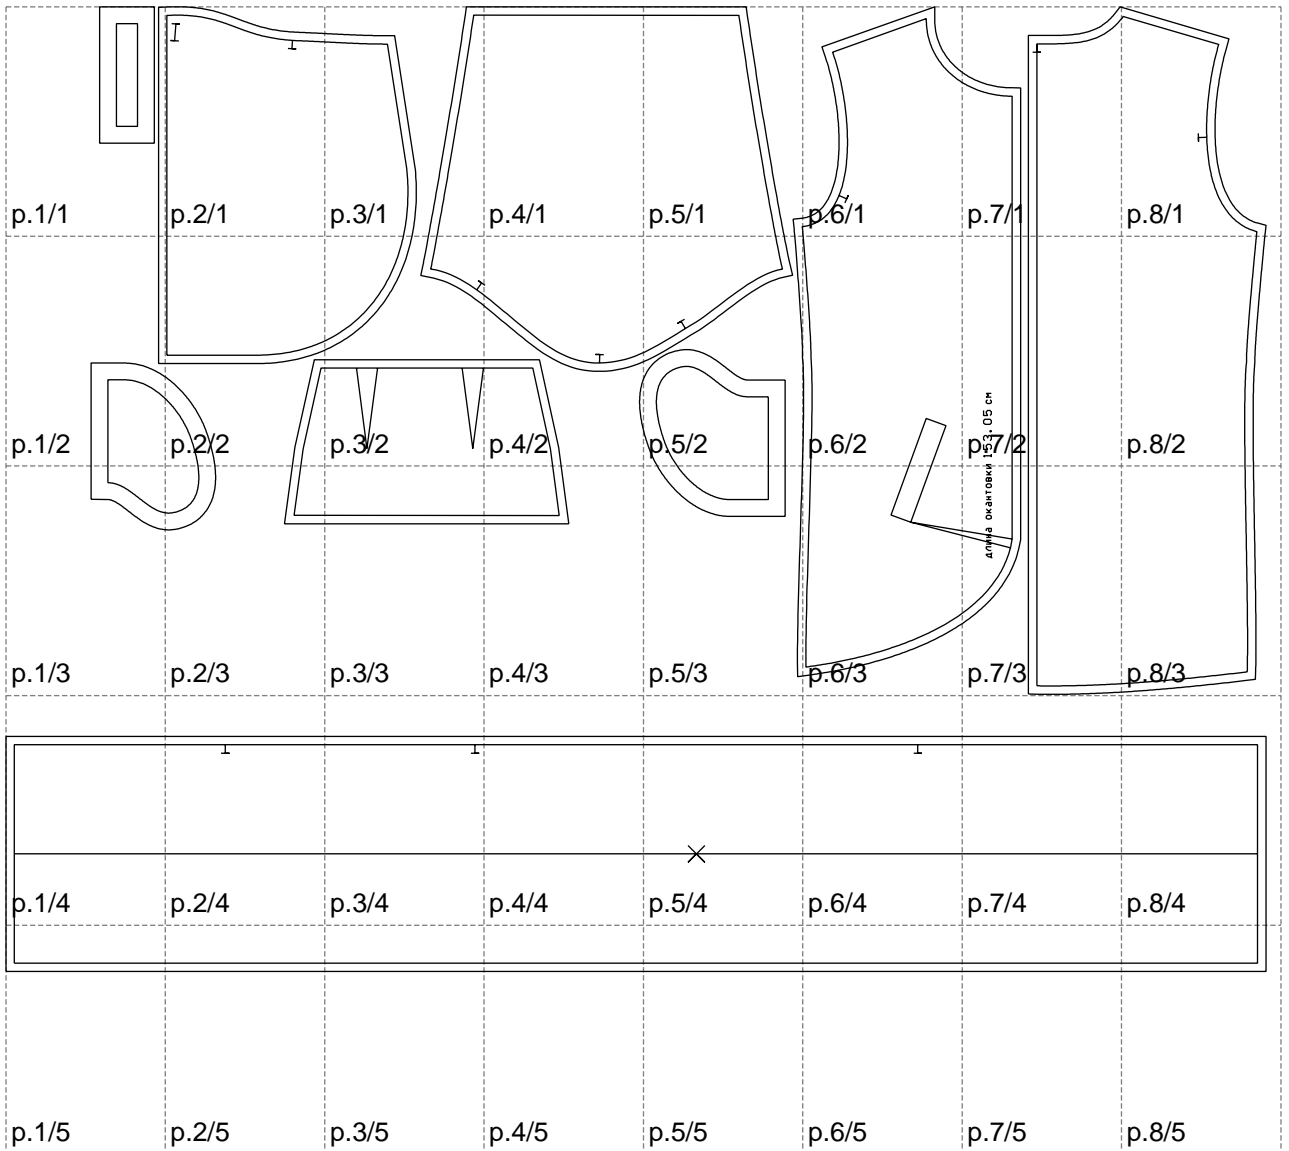 p.1/1 p.2/1 p.3/1 p.4/1 p.5/1 p.6/1 p.7/1 p.8/1
p.1/2 p.2/2 p.3/2 p.4/2 p.5/2 p.6/2 p.7/2 p.8/2
длина окантовки 153.05 см
p.1/3 p.2/3 p.3/3 p.4/3 p.5/3 p.6/3 p.7/3 p.8/3
p.1/4 p.2/4 p.3/4 p.4/4 p.5/4 p.6/4 p.7/4 p.8/4
p.1/5 p.2/5 p.3/5 p.4/5 p.5/5 p.6/5 p.7/5 p.8/5